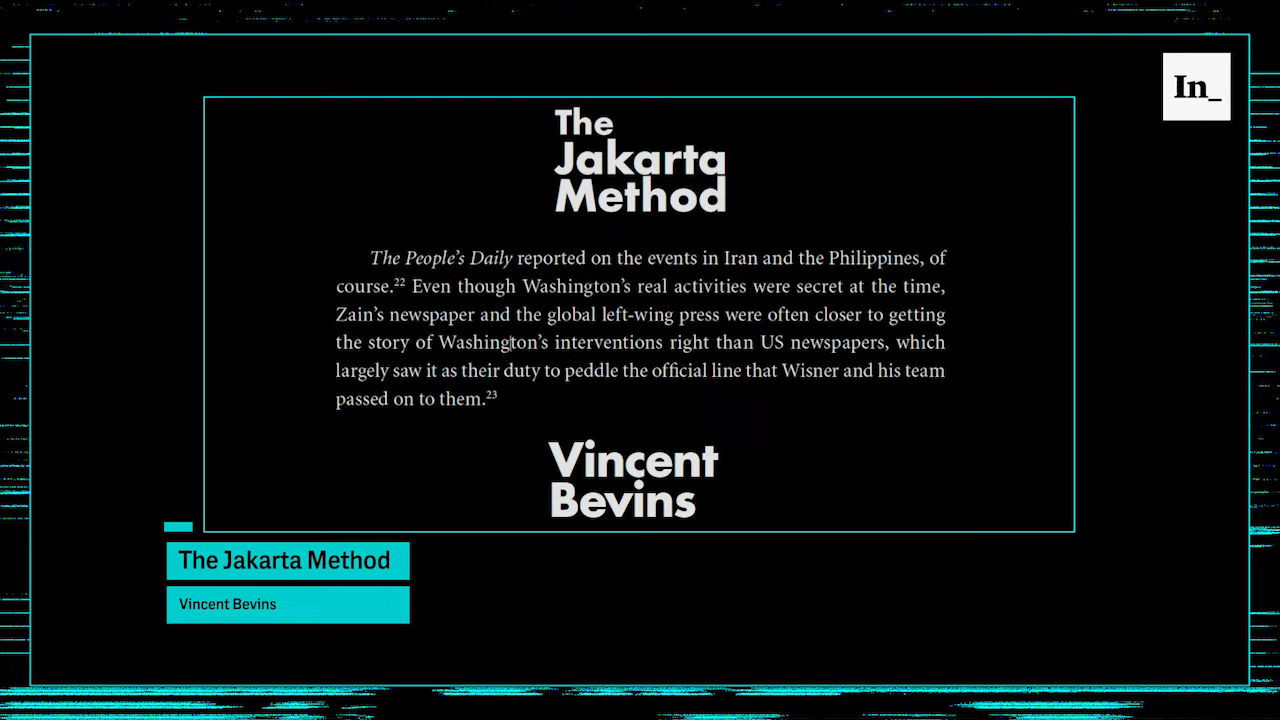 In_
The
Jakarta
Method
The People's Daily reported on the events in Iran and the Philippines, of
course.22 Even though Washington's real activities were secret at the time,
Zain's newspaper and the global left-wing press were often closer to getting
the story of Washington's interventions right than US newspapers, which
largely saw it as their duty to peddle the official line that Wisner and his team
passed on to them.23
Vincent
Bevins
The Jakarta Method
Vincent Bevins